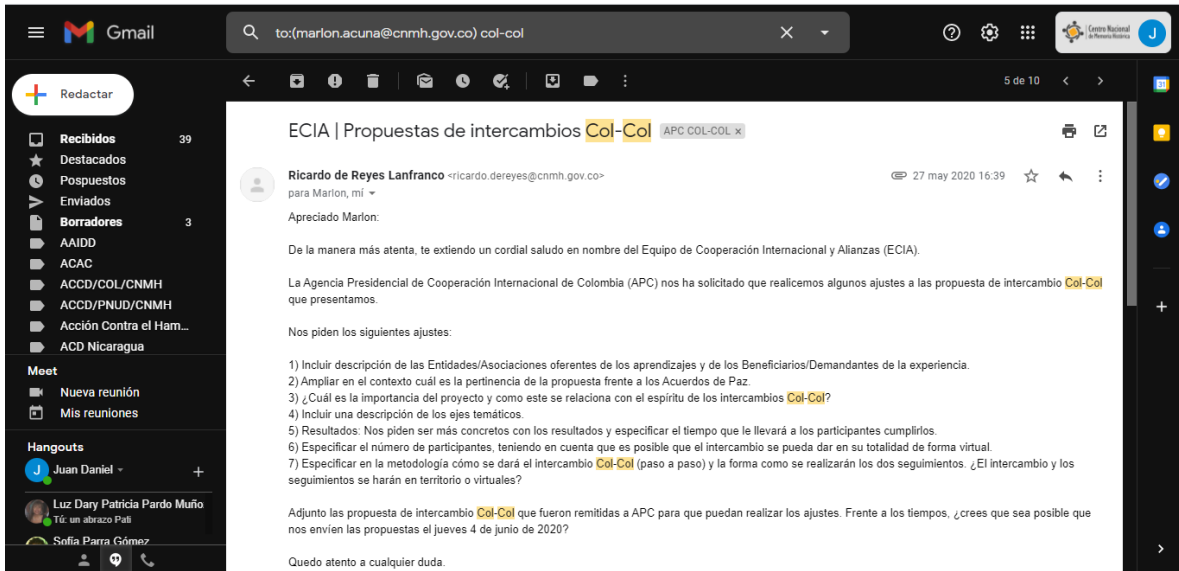 Gmail
to:(marlon.acuna@cnmh.gov.co) col-col
Centro Nacional
de Memoria Histórica
J
Redactar
5 de 10
31
Recibidos 39
Destacados
Pospuestos
Enviados
Borradores 3
AAIDD
ACAC
ACCD/COL/CNMH
ACCD/PNUD/CNMH
Acción Contra el Ham...
ACD Nicaragua
Meet
Nueva reunión
Mis reuniones
Hangouts
J Juan Daniel
Luz Dary Patricia Pardo Muño
Tú: un abrazo Pati
Sofía Parra Gómez
ECIA | Propuestas de intercambios Col-Col APC COL-COL x
Ricardo de Reyes Lanfranco <ricardo.dereyes@cnmh.gov.co> 27 may 2020 16:39
para Marlon, mí
Apreciado Marlon:
De la manera más atenta, te extiendo un cordial saludo en nombre del Equipo de Cooperación Internacional y Alianzas (ECIA).
La Agencia Presidencial de Cooperación Internacional de Colombia (APC) nos ha solicitado que realicemos algunos ajustes a las propuesta de intercambio Col-Col
que presentamos.
Nos piden los siguientes ajustes:
1) Incluir descripción de las Entidades/Asociaciones oferentes de los aprendizajes y de los Beneficiarios/Demandantes de la experiencia.
2) Ampliar en el contexto cuál es la pertinencia de la propuesta frente a los Acuerdos de Paz.
3) ¿Cuál es la importancia del proyecto y como este se relaciona con el espíritu de los intercambios Col-Col?
4) Incluir una descripción de los ejes temáticos.
5) Resultados: Nos piden ser más concretos con los resultados y especificar el tiempo que le llevará a los participantes cumplirlos.
6) Especificar el número de participantes, teniendo en cuenta que es posible que el intercambio se pueda dar en su totalidad de forma virtual.
7) Especificar en la metodología cómo se dará el intercambio Col-Col (paso a paso) y la forma como se realizarán los dos seguimientos. ¿El intercambio y los
seguimientos se harán en territorio o virtuales?
Adjunto las propuesta de intercambio Col-Col que fueron remitidas a APC para que puedan realizar los ajustes. Frente a los tiempos, ¿crees que sea posible que
nos envíen las propuestas el jueves 4 de junio de 2020?
Quedo atento a cualquier duda.